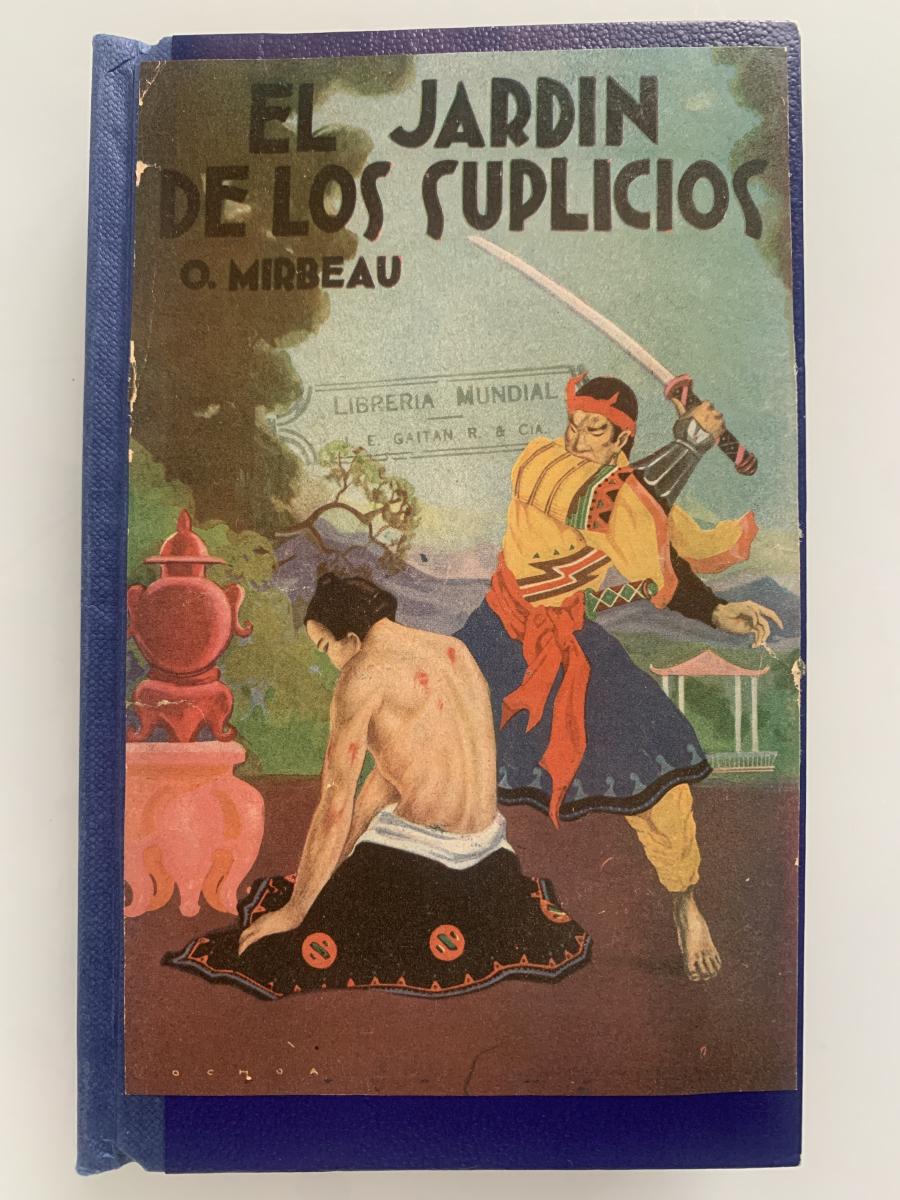 EL JARDIN
DE LOS SUPLICIOS
O. MIRBEAU
LIBRERIA MUNDIAL
E. GAITAN R. & CIA.
OCHOA